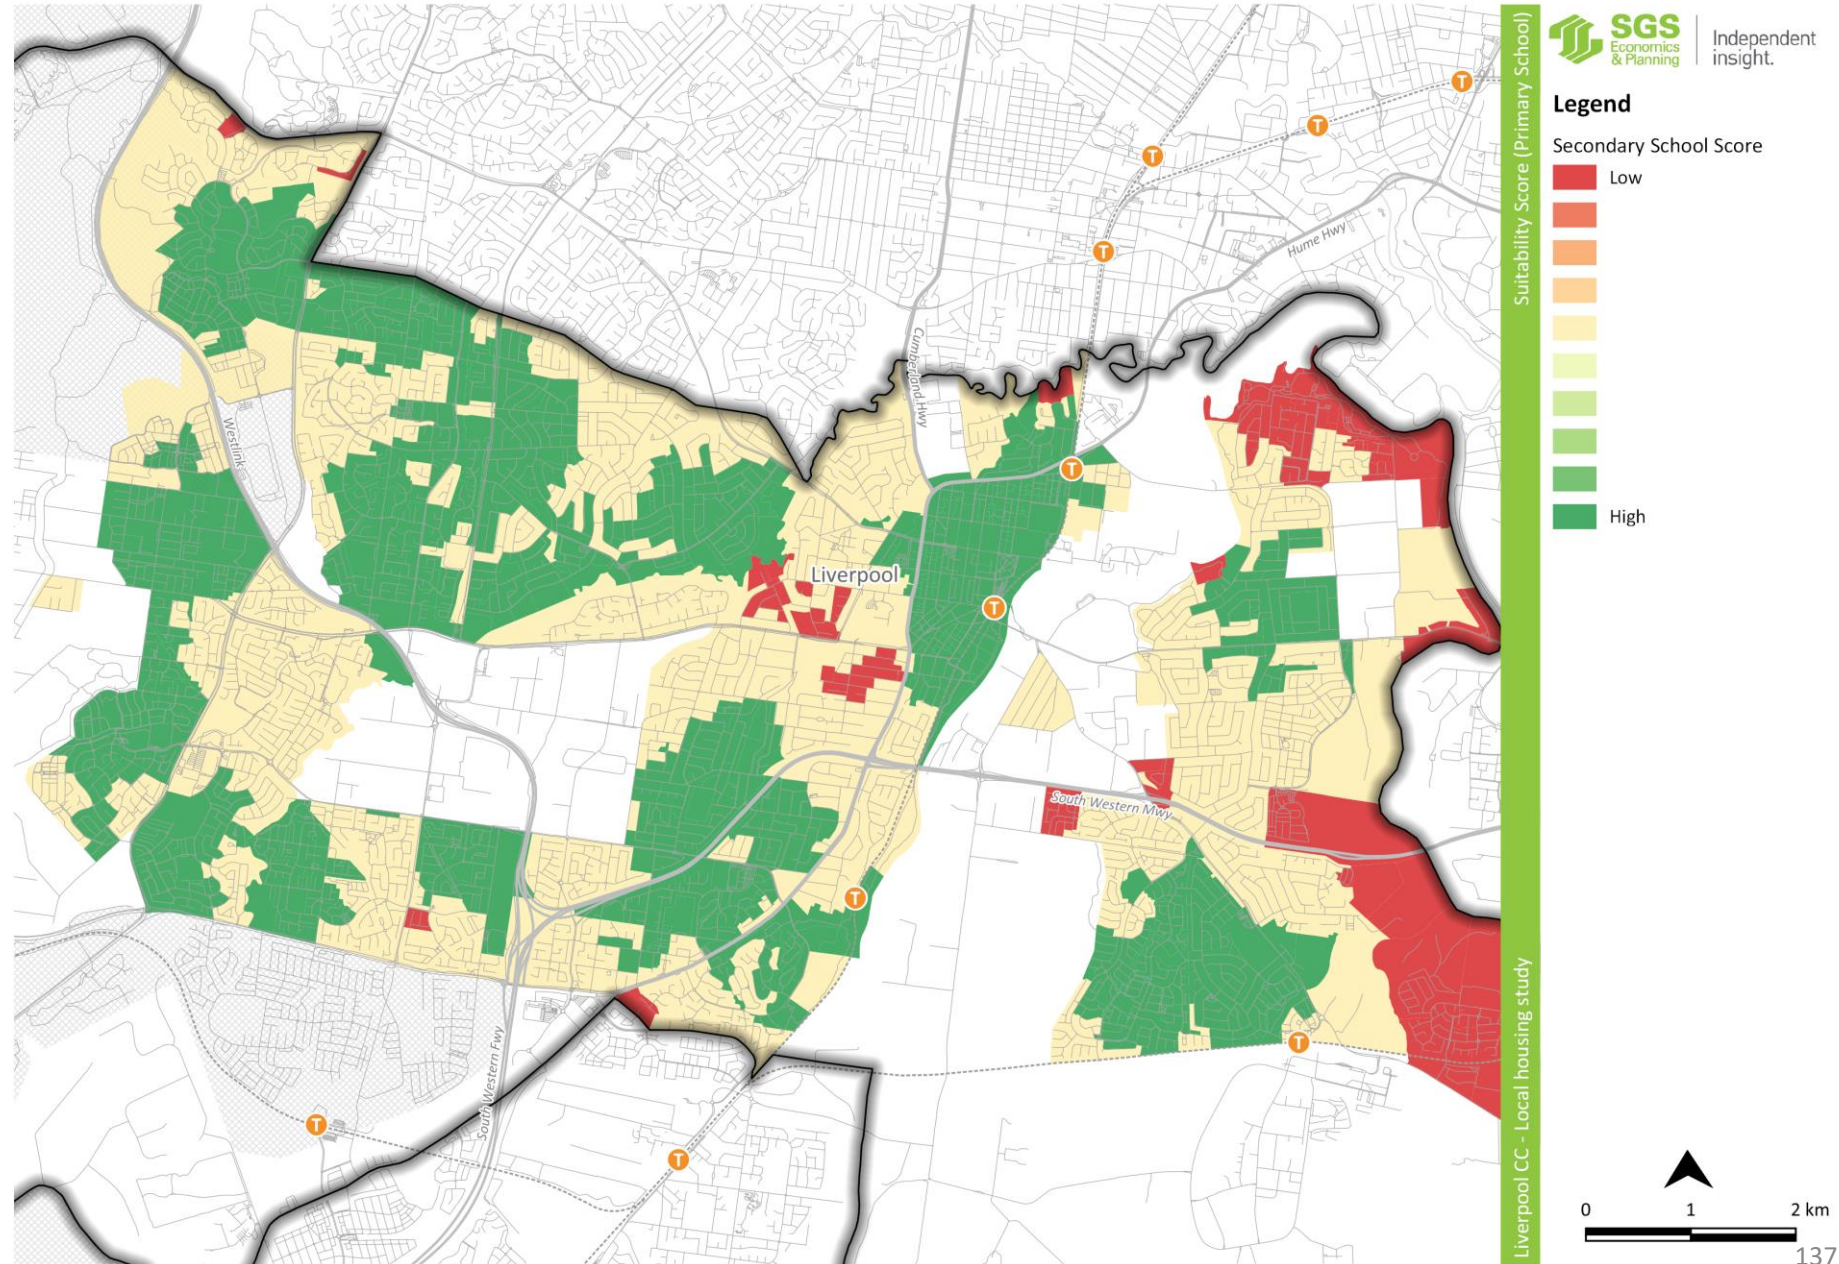 SGS
Economics
& Planning
Independent
insight.
Legend
Secondary School Score
Low
High
Suitability Score (Primary School)
Liverpool CC - Local housing study
T
T
T
T
Hume Hwy
Cumberland Hwy
Westlink
T
Liverpool
T
South Western Mwy
T
T
South Western Fwy
T
T
0 1 2 km
137